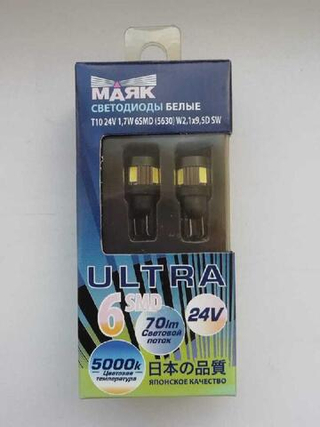 МАЯК
СВЕТОДИОДЫ БЕЛЫЕ
T10 24V 1,7W 6SMD (5630) W2.1x9,5D SW
ULTRA
6 SMD
70lm
Световой
поток
24V
5000k
Цветовая
температура
日本の品質
ЯПОНСКОЕ КАЧЕСТВО